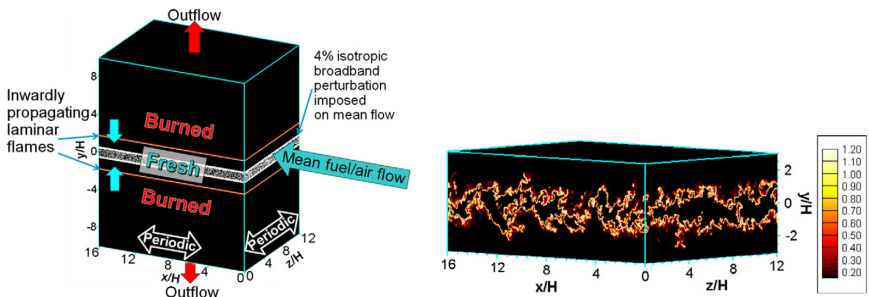 Outflow
4% isotropic
broadband
perturbation
imposed
on mean flow
Inwardly
propagating
laminar
flames
8
4
0
-4
-8
y/H
Burned
Fresh
Mean fuel/air flow
Burned
Periodic
Periodic
16
12
8
4
0
x/H
0
4
8
12
z/H
Outflow
2
0
-2
y/H
16
12
8
4
0
4
8
12
x/H
z/H
1.20
1.10
1.00
0.90
0.80
0.70
0.60
0.50
0.40
0.30
0.20